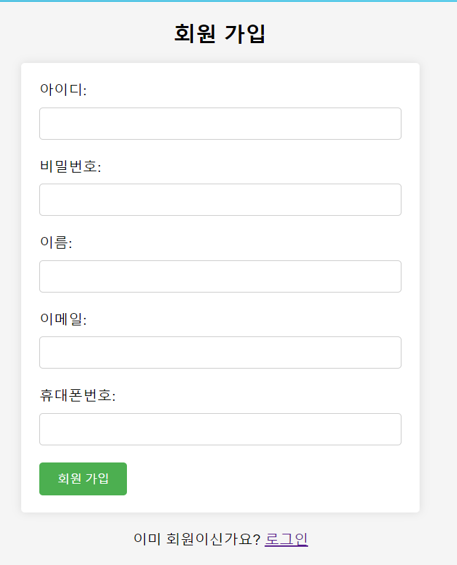 회원 가입
아이디:
비밀번호:
이름:
이메일:
휴대폰번호:
회원 가입
이미 회원이신가요? 로그인